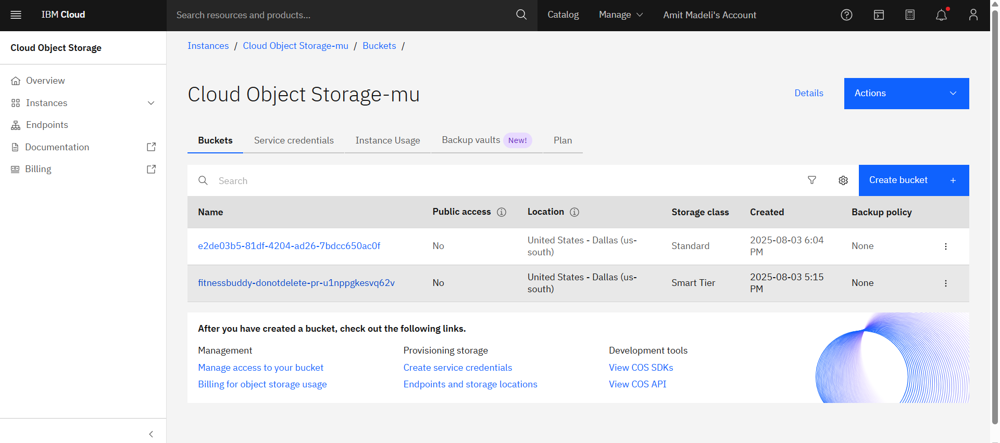 IBM Cloud
Search resources and products...
Catalog
Manage
Amit Madeli's Account
Cloud Object Storage
Overview
Instances
Endpoints
Documentation
Billing
Instances / Cloud Object Storage-mu / Buckets /
Cloud Object Storage-mu
Details
Actions
Buckets
Service credentials
Instance Usage
Backup vaults New!
Plan
Search
Create bucket +
Name Public access Location Storage class Created Backup policy
e2de03b5-81df-4204-ad26-7bdcc650ac0f No United States - Dallas (us- Standard 2025-08-03 6:04 None
south) PM
fitnessbuddy-donotdelete-pr-u1nppgkesvq62v No United States - Dallas (us- Smart Tier 2025-08-03 5:15 None
south) PM
After you have created a bucket, check out the following links.
Management
Manage access to your bucket
Billing for object storage usage
Provisioning storage
Create service credentials
Endpoints and storage locations
Development tools
View COS SDKs
View COS API